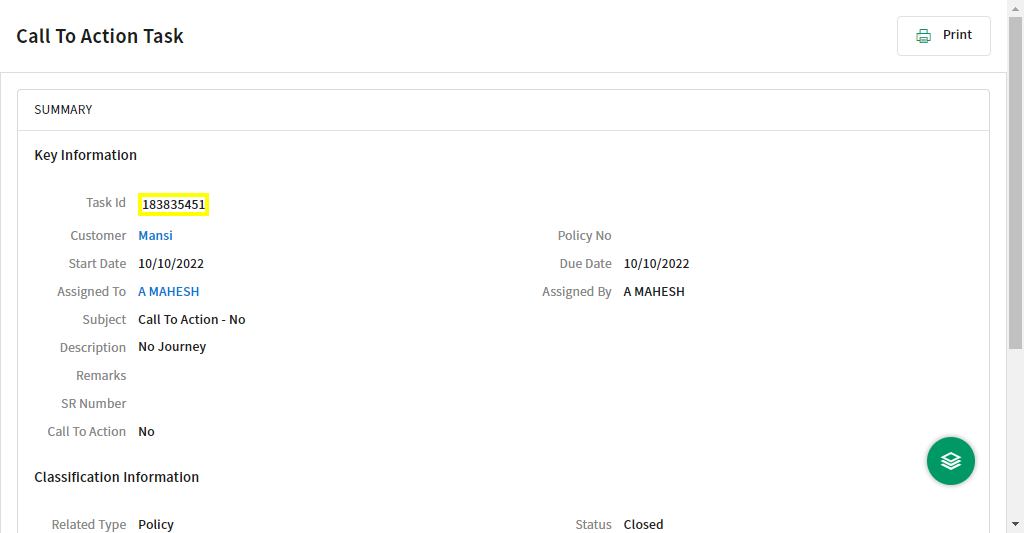 Call To Action Task
Print
SUMMARY
Key Information
Task Id 183835451
Customer Mansi Policy No
Start Date 10/10/2022 Due Date 10/10/2022
Assigned To A MAHESH Assigned By A MAHESH
Subject Call To Action - No
Description No Journey
Remarks
SR Number
Call To Action No
Classification Information
Related Type Policy Status Closed